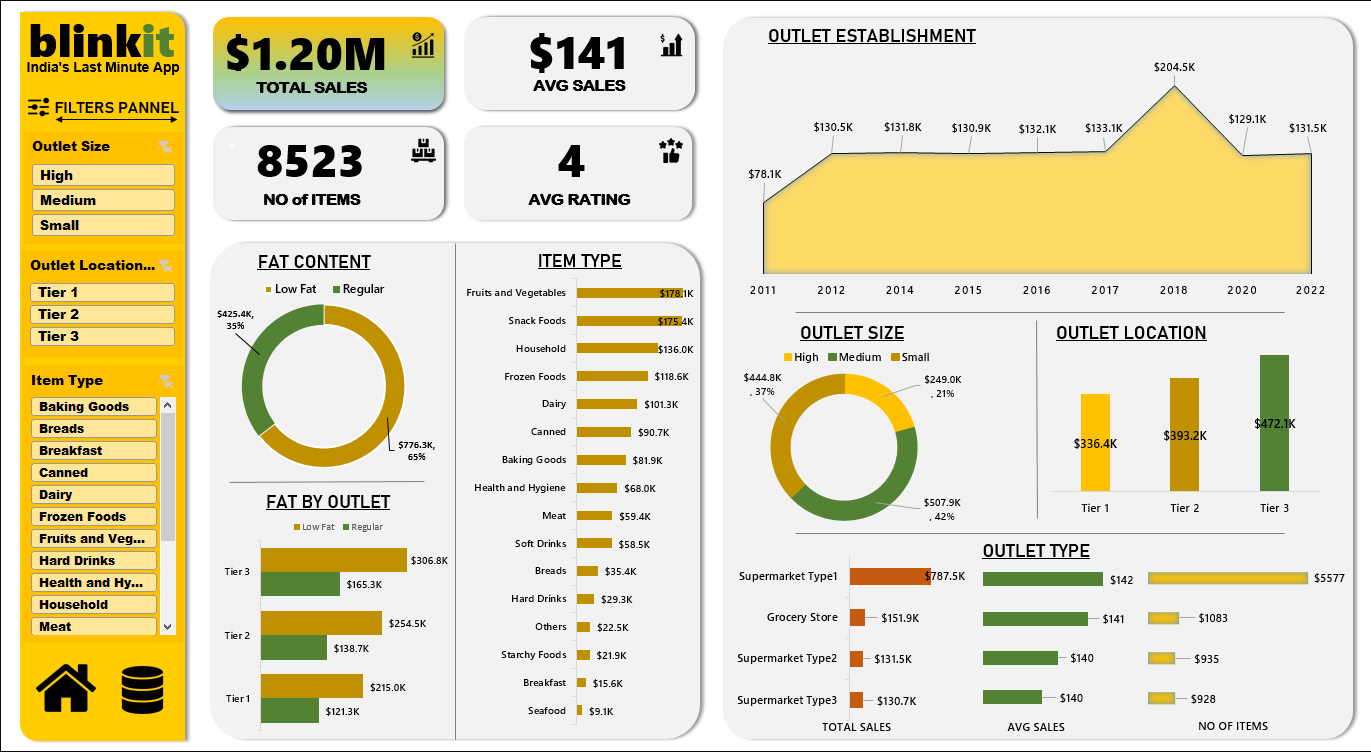 blinkit
India's Last Minute App
FILTERS PANNEL
Outlet Size
High
Medium
Small
Outlet Location...
Tier 1
Tier 2
Tier 3
Item Type
Baking Goods
Breads
Breakfast
Canned
Dairy
Frozen Foods
Fruits and Veg...
Hard Drinks
Health and Hy...
Household
Meat
$1.20M
TOTAL SALES
$141
AVG SALES
8523
NO of ITEMS
4
AVG RATING
FAT CONTENT
Low Fat Regular
$425.4K,
35%
$776.3K,
65%
FAT BY OUTLET
Low Fat Regular
Tier 3 $306.8K
$165.3K
Tier 2 $254.5K
$138.7K
Tier 1 $215.0K
$121.3K
ITEM TYPE
Fruits and Vegetables $178.1K
Snack Foods $175.4K
Household $136.0K
Frozen Foods $118.6K
Dairy $101.3K
Canned $90.7K
Baking Goods $81.9K
Health and Hygiene $68.0K
Meat $59.4K
Soft Drinks $58.5K
Breads $35.4K
Hard Drinks $29.3K
Others $22.5K
Starchy Foods $21.9K
Breakfast $15.6K
Seafood $9.1K
OUTLET ESTABLISHMENT
$78.1K $130.5K $131.8K $130.9K $132.1K $133.1K $204.5K $129.1K $131.5K
2011 2012 2014 2015 2016 2017 2018 2020 2022
OUTLET SIZE
High Medium Small
$444.8K
, 37%
$249.0K
, 21%
$507.9K
, 42%
OUTLET LOCATION
$336.4K $393.2K $472.1K
Tier 1 Tier 2 Tier 3
OUTLET TYPE
Supermarket Type1 $787.5K $142 $5577
Grocery Store $151.9K $141 $1083
Supermarket Type2 $131.5K $140 $935
Supermarket Type3 $130.7K $140 $928
TOTAL SALES AVG SALES NO OF ITEMS